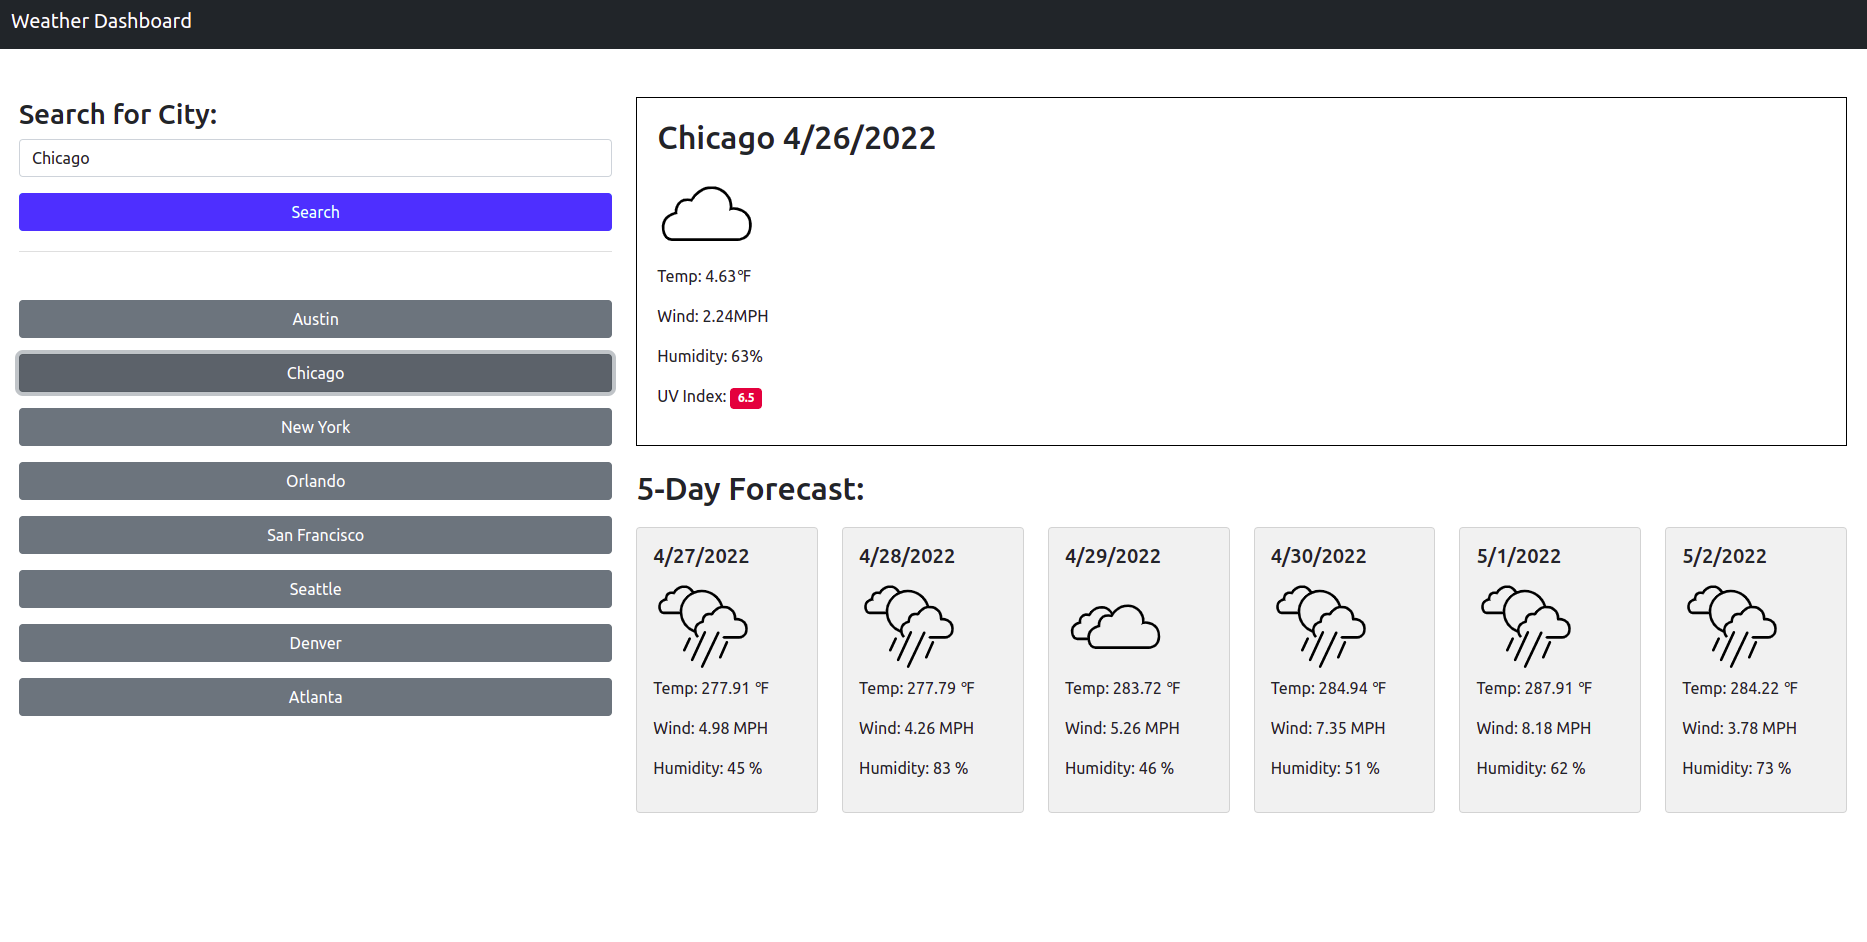 Weather Dashboard
Search for City:
Chicago
Search
Austin
Chicago
New York
Orlando
San Francisco
Seattle
Denver
Atlanta
Chicago 4/26/2022
Temp: 4.63°F
Wind: 2.24MPH
Humidity: 63%
UV Index: 6.5
5-Day Forecast:
4/27/2022
Temp: 277.91 °F
Wind: 4.98 MPH
Humidity: 45 %
4/28/2022
Temp: 277.79 °F
Wind: 4.26 MPH
Humidity: 83 %
4/29/2022
Temp: 283.72 °F
Wind: 5.26 MPH
Humidity: 46 %
4/30/2022
Temp: 284.94 °F
Wind: 7.35 MPH
Humidity: 51 %
5/1/2022
Temp: 287.91 °F
Wind: 8.18 MPH
Humidity: 62 %
5/2/2022
Temp: 284.22 °F
Wind: 3.78 MPH
Humidity: 73 %